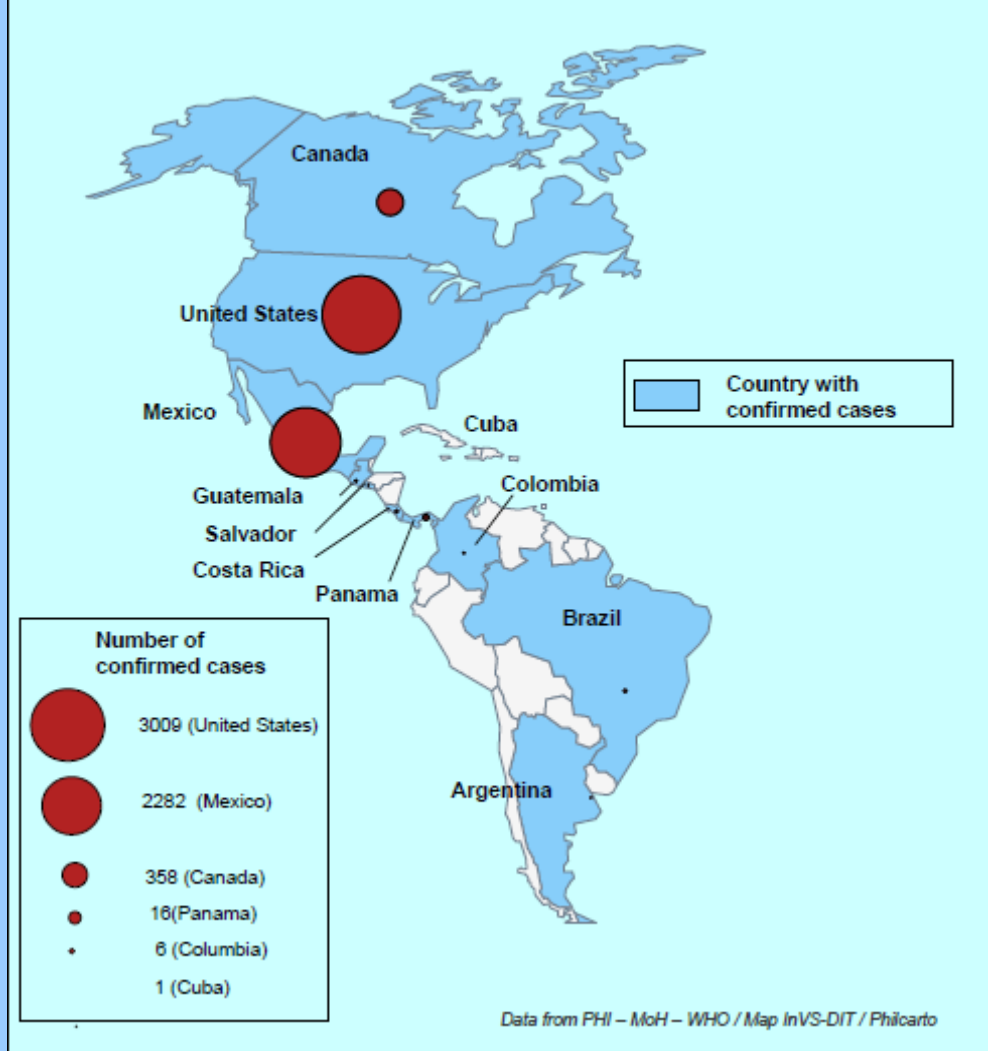 Canada
United States
Country with
confirmed cases
Mexico
Cuba
Colombia
Guatemala
Salvador
Costa Rica
Panama
Brazil
Number of
confirmed cases
3009 (United States)
2282 (Mexico)
Argentina
358 (Canada)
16(Panama)
6 (Columbia)
1 (Cuba)
Data from PHI – MoH – WHO / Map InVS-DIT / Philcarto